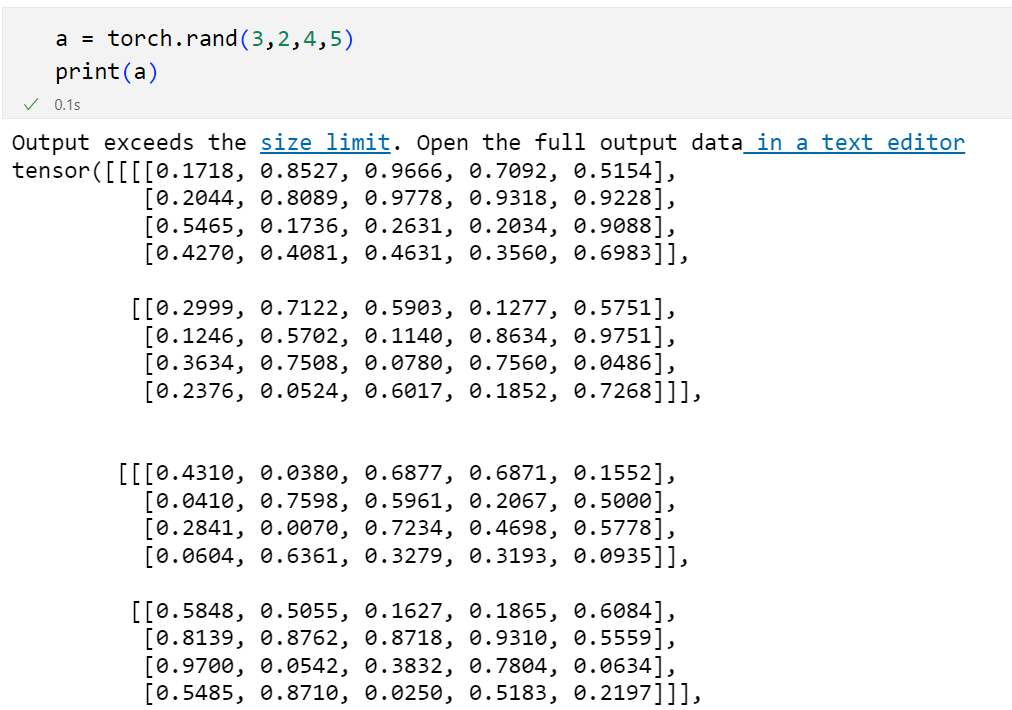 a = torch.rand(3,2,4,5)
print(a)
✓ 0.1s
Output exceeds the size limit. Open the full output data in a text editor
tensor([[[[0.1718, 0.8527, 0.9666, 0.7092, 0.5154],
[0.2044, 0.8089, 0.9778, 0.9318, 0.9228],
[0.5465, 0.1736, 0.2631, 0.2034, 0.9088],
[0.4270, 0.4081, 0.4631, 0.3560, 0.6983]],
[[0.2999, 0.7122, 0.5903, 0.1277, 0.5751],
[0.1246, 0.5702, 0.1140, 0.8634, 0.9751],
[0.3634, 0.7508, 0.0780, 0.7560, 0.0486],
[0.2376, 0.0524, 0.6017, 0.1852, 0.7268]]],
[[[0.4310, 0.0380, 0.6877, 0.6871, 0.1552],
[0.0410, 0.7598, 0.5961, 0.2067, 0.5000],
[0.2841, 0.0070, 0.7234, 0.4698, 0.5778],
[0.0604, 0.6361, 0.3279, 0.3193, 0.0935]],
[[0.5848, 0.5055, 0.1627, 0.1865, 0.6084],
[0.8139, 0.8762, 0.8718, 0.9310, 0.5559],
[0.9700, 0.0542, 0.3832, 0.7804, 0.0634],
[0.5485, 0.8710, 0.0250, 0.5183, 0.2197]]],